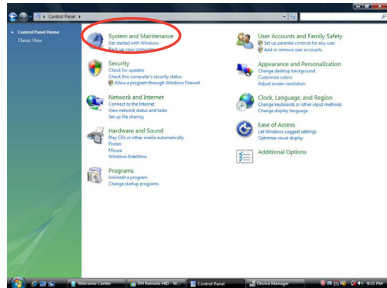 Control Panel
Control Panel Home
Classic View
System and Maintenance
Get started with Windows
Back up your computer
Security
Check for updates
Check this computer's security status
Allow a program through Windows Firewall
Network and Internet
Connect to the Internet
View network status and tasks
Set up file sharing
Hardware and Sound
Play CDs or other media automatically
Printer
Mouse
Windows SideShow
Programs
Uninstall a program
Change startup programs
User Accounts and Family Safety
Set up parental controls for any user
Add or remove user accounts
Appearance and Personalization
Change desktop background
Customize colors
Adjust screen resolution
Clock, Language, and Region
Change keyboards or other input methods
Change display language
Ease of Access
Let Windows suggest settings
Optimize visual display
Additional Options
Welcome Center
DH Remote HID - W...
Control Panel
Device Manager
9:21 PM